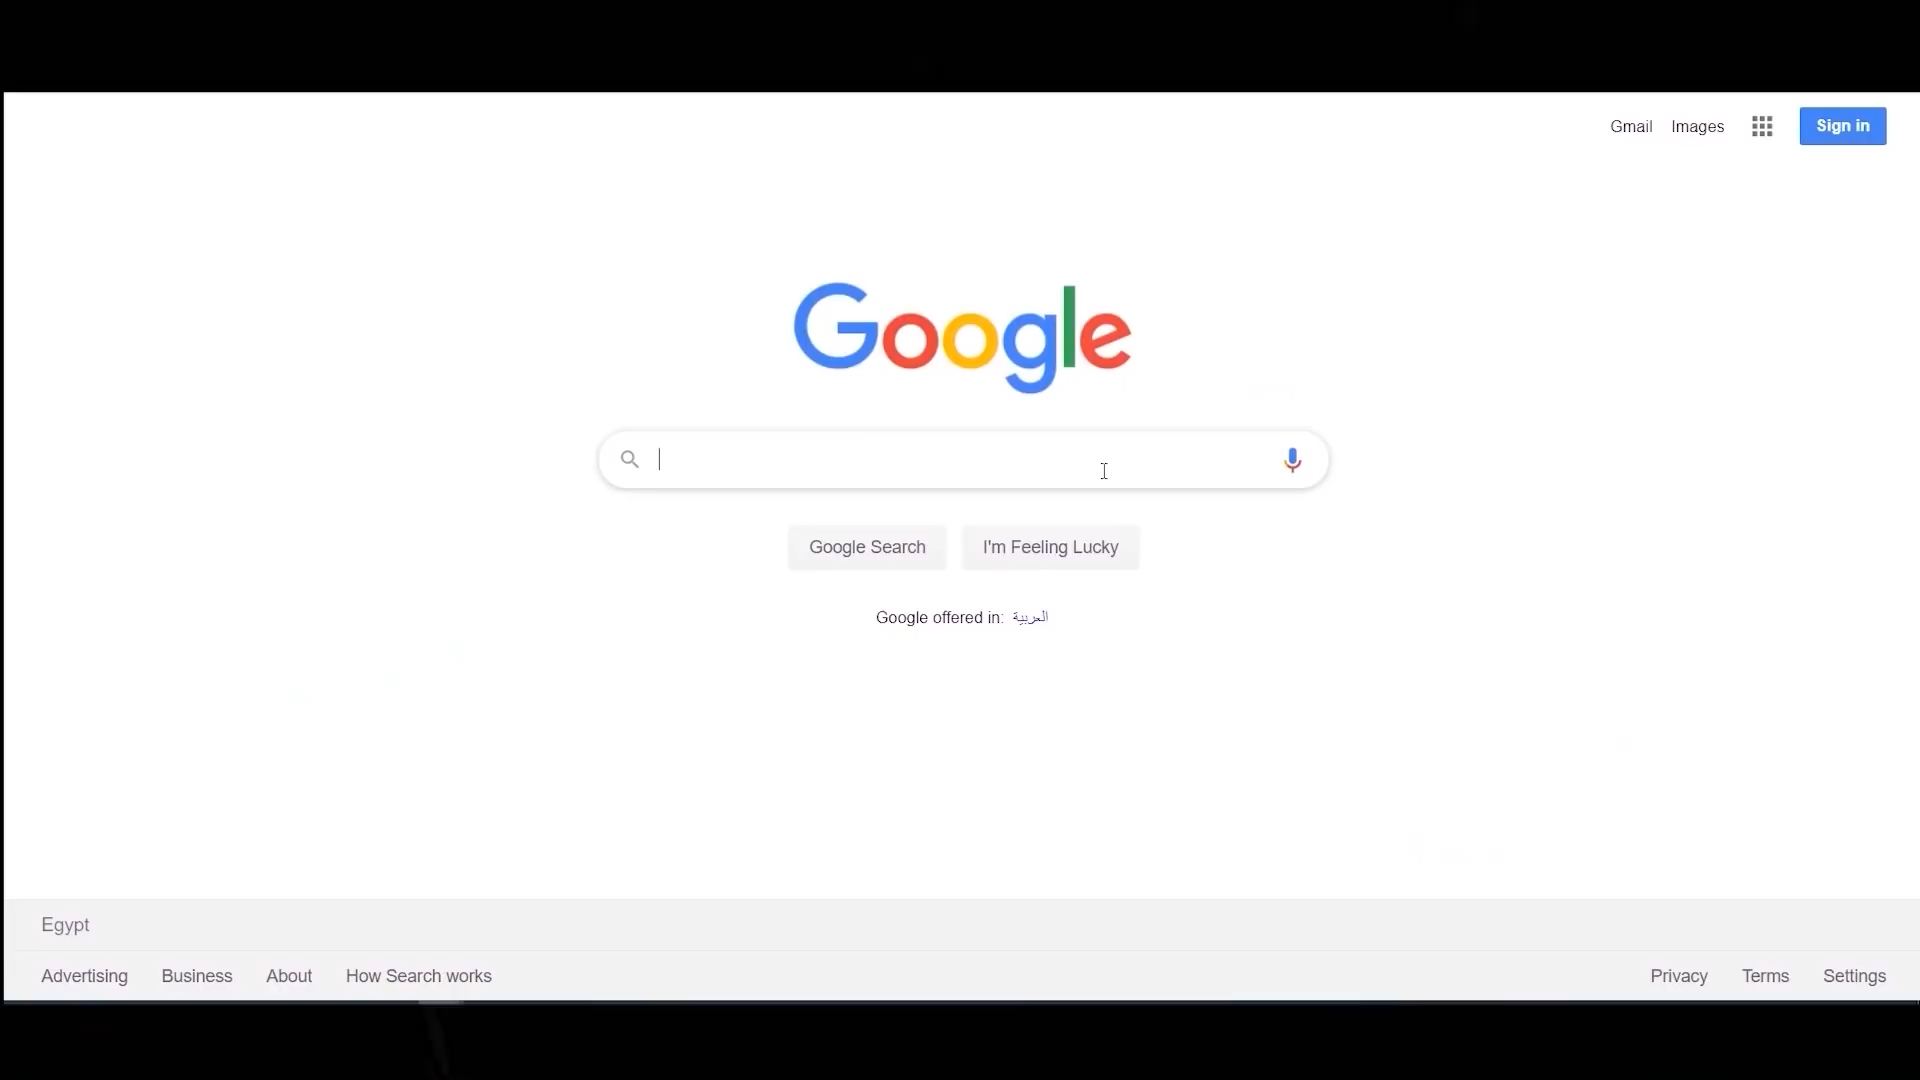 Gmail Images Sign in
Google
Google Search I'm Feeling Lucky
Google offered in: العربية
Egypt
Advertising Business About How Search works Privacy Terms Settings